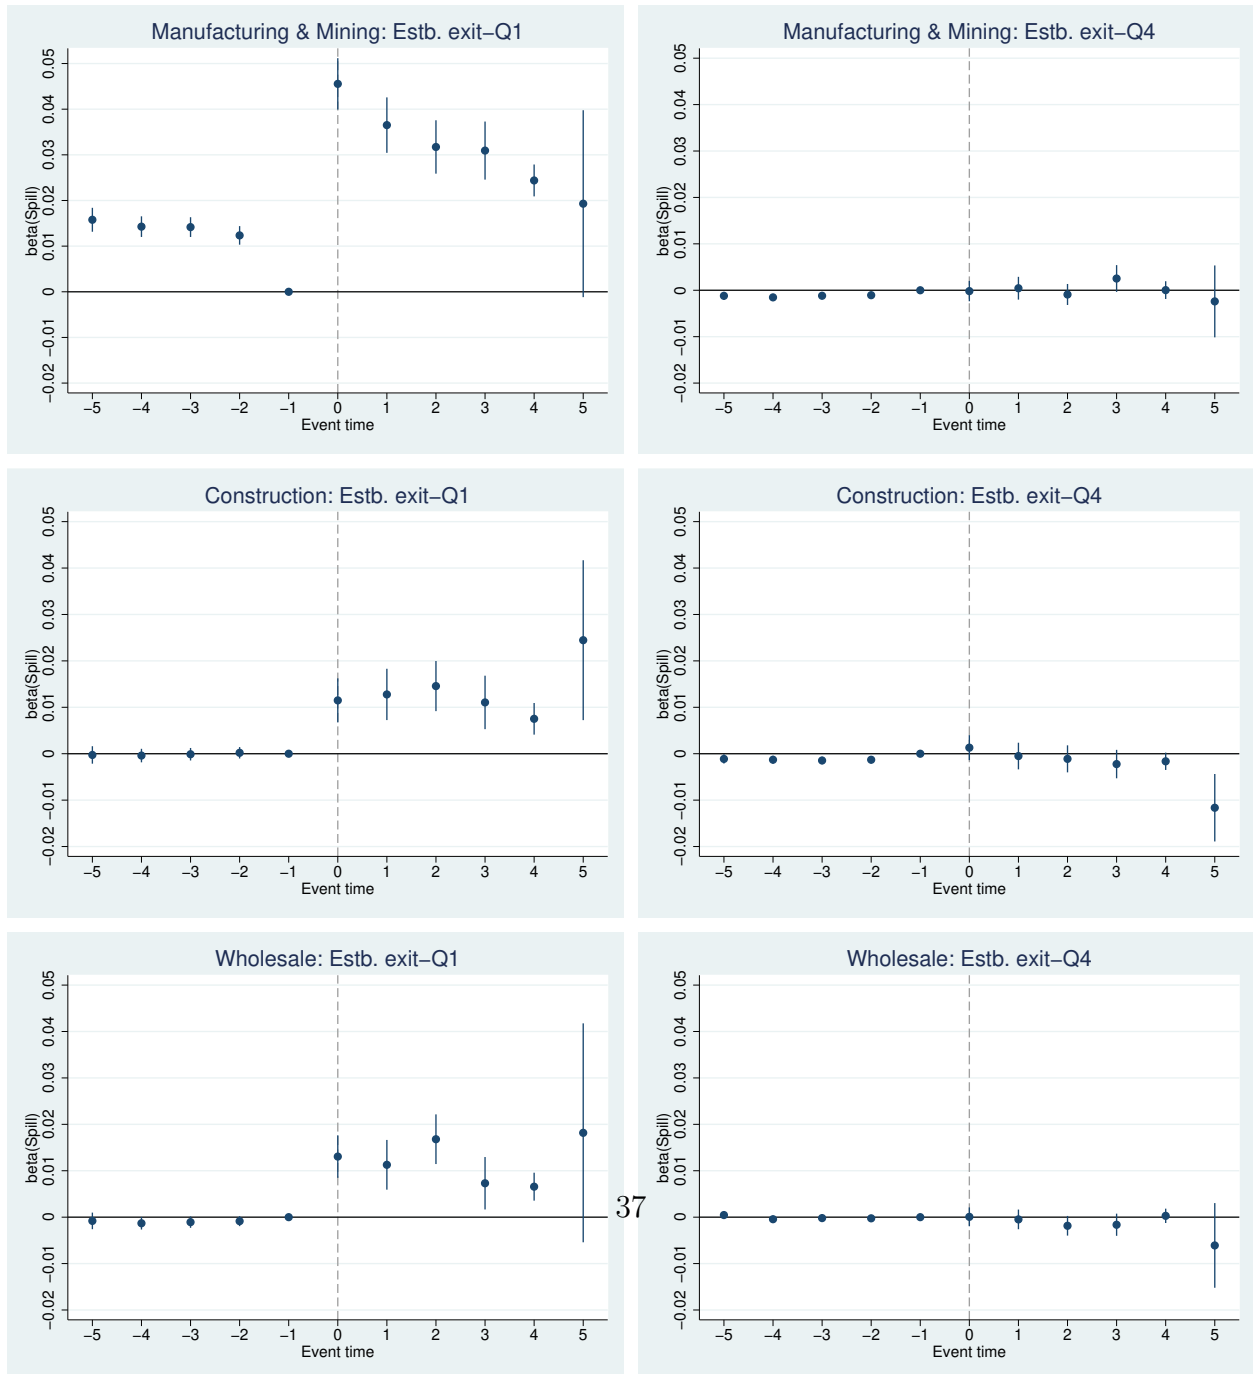 Manufacturing & Mining: Estb. exit−Q1
beta(Spill)
0.05
0.04
0.03
0.02
0.01
0
−0.01
−0.02
−5 −4 −3 −2 −1 0 1 2 3 4 5
Event time
Manufacturing & Mining: Estb. exit−Q4
beta(Spill)
0.05
0.04
0.03
0.02
0.01
0
−0.01
−0.02
−5 −4 −3 −2 −1 0 1 2 3 4 5
Event time
Construction: Estb. exit−Q1
beta(Spill)
0.05
0.04
0.03
0.02
0.01
0
−0.01
−0.02
−5 −4 −3 −2 −1 0 1 2 3 4 5
Event time
Construction: Estb. exit−Q4
beta(Spill)
0.05
0.04
0.03
0.02
0.01
0
−0.01
−0.02
−5 −4 −3 −2 −1 0 1 2 3 4 5
Event time
Wholesale: Estb. exit−Q1
beta(Spill)
0.05
0.04
0.03
0.02
0.01
0
−0.01
−0.02
−5 −4 −3 −2 −1 0 1 2 3 4 5
Event time
Wholesale: Estb. exit−Q4
beta(Spill)
0.05
0.04
0.03
0.02
0.01
0
−0.01
−0.02
−5 −4 −3 −2 −1 0 1 2 3 4 5
Event time
37